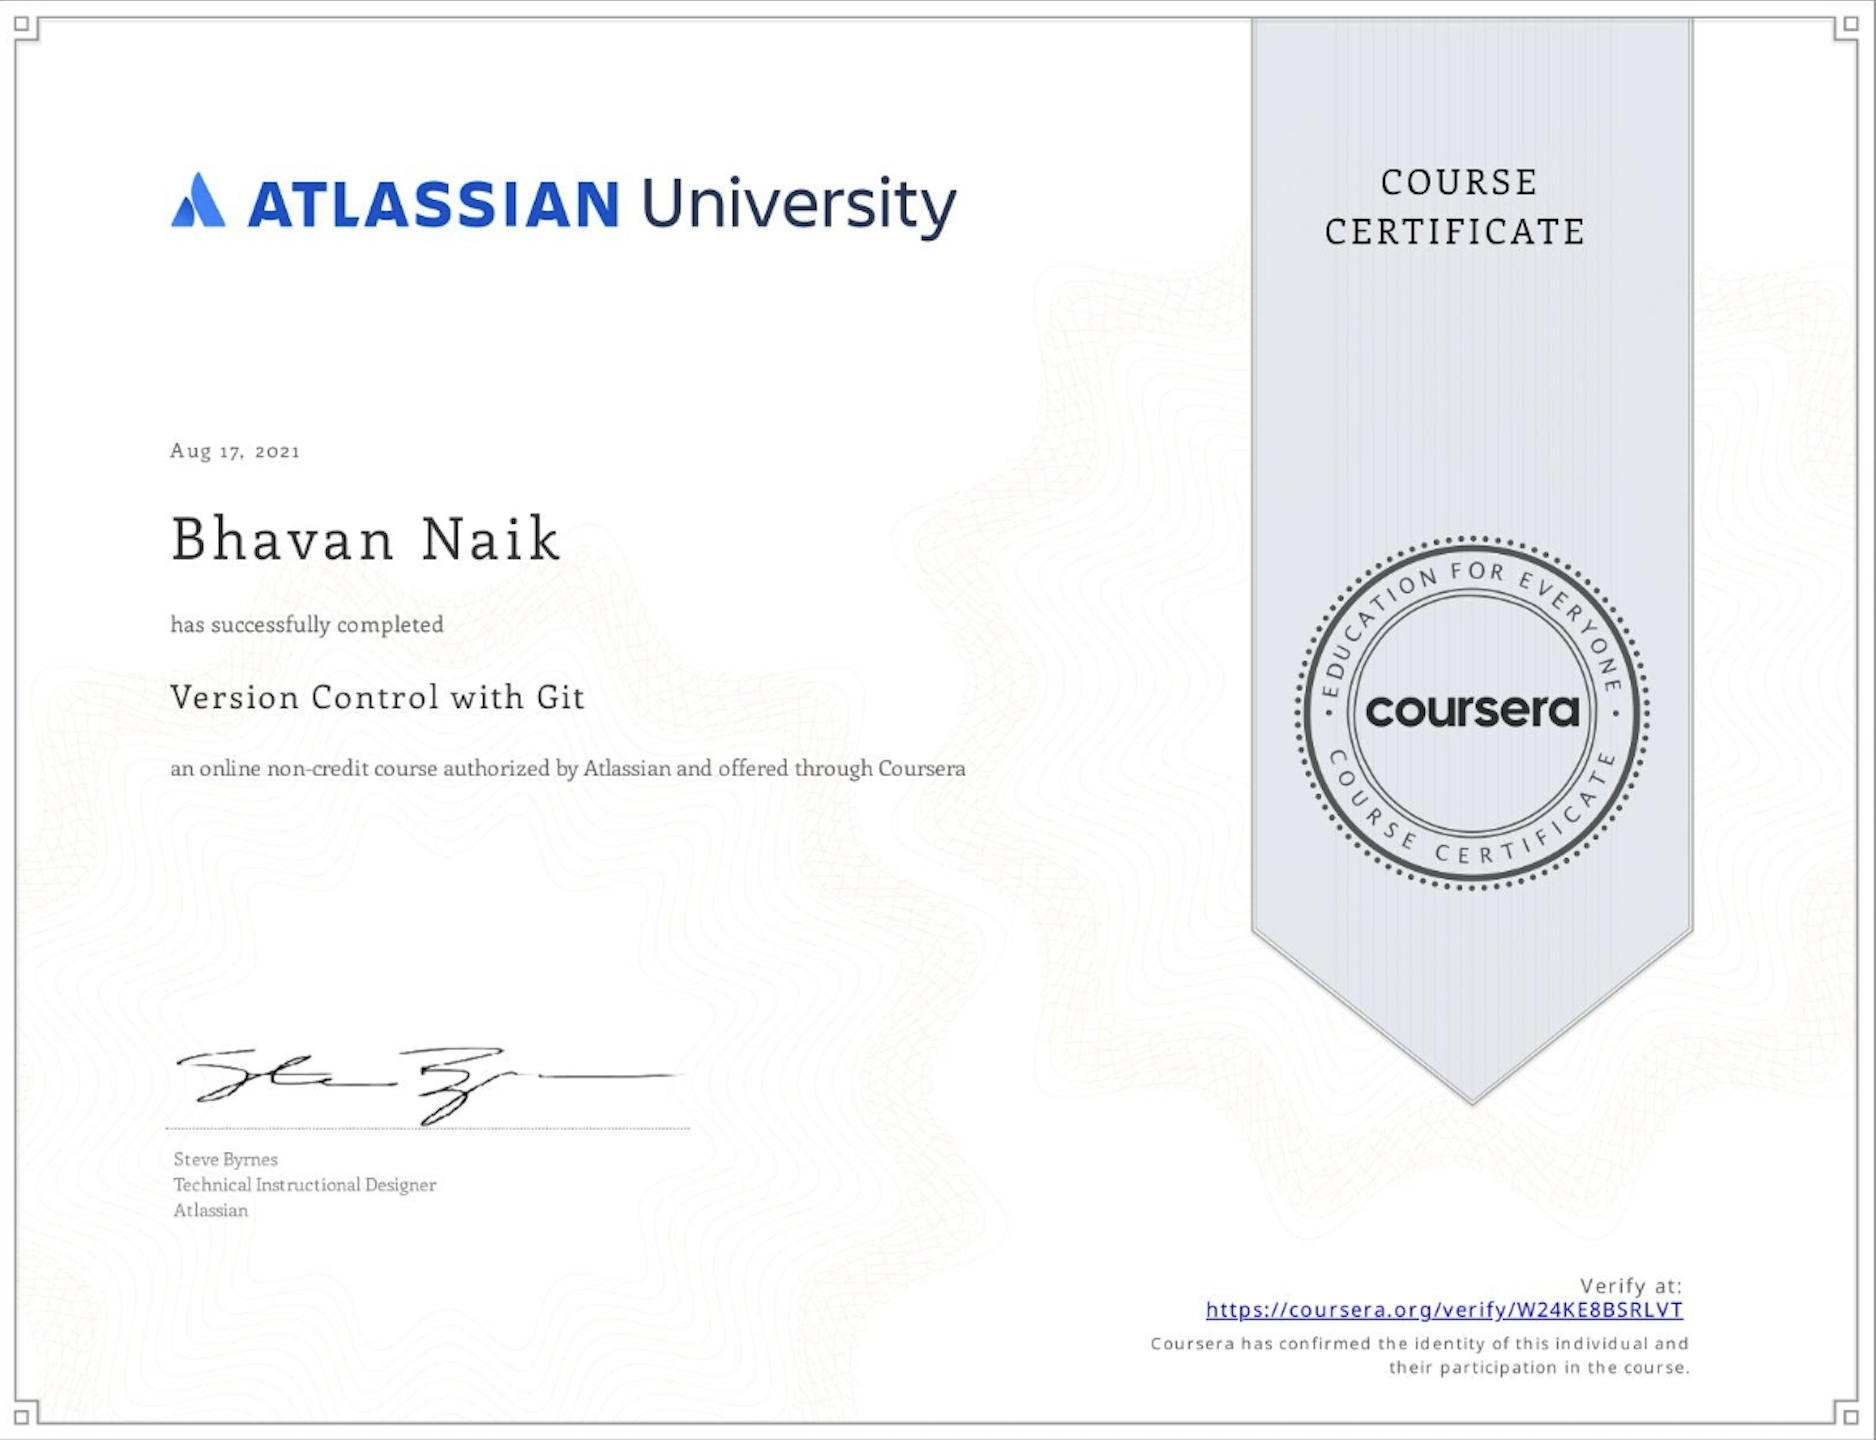 ATLASSIAN University
COURSE
CERTIFICATE
Aug 17, 2021
Bhavan Naik
has successfully completed
Version Control with Git
an online non-credit course authorized by Atlassian and offered through Coursera
EDUCATION FOR EVERYONE
coursera
COURSE CERTIFICATE
Steve Byrnes
Technical Instructional Designer
Atlassian
Verify at:
https://coursera.org/verify/W24KE8BSRLVT
Coursera has confirmed the identity of this individual and
their participation in the course.